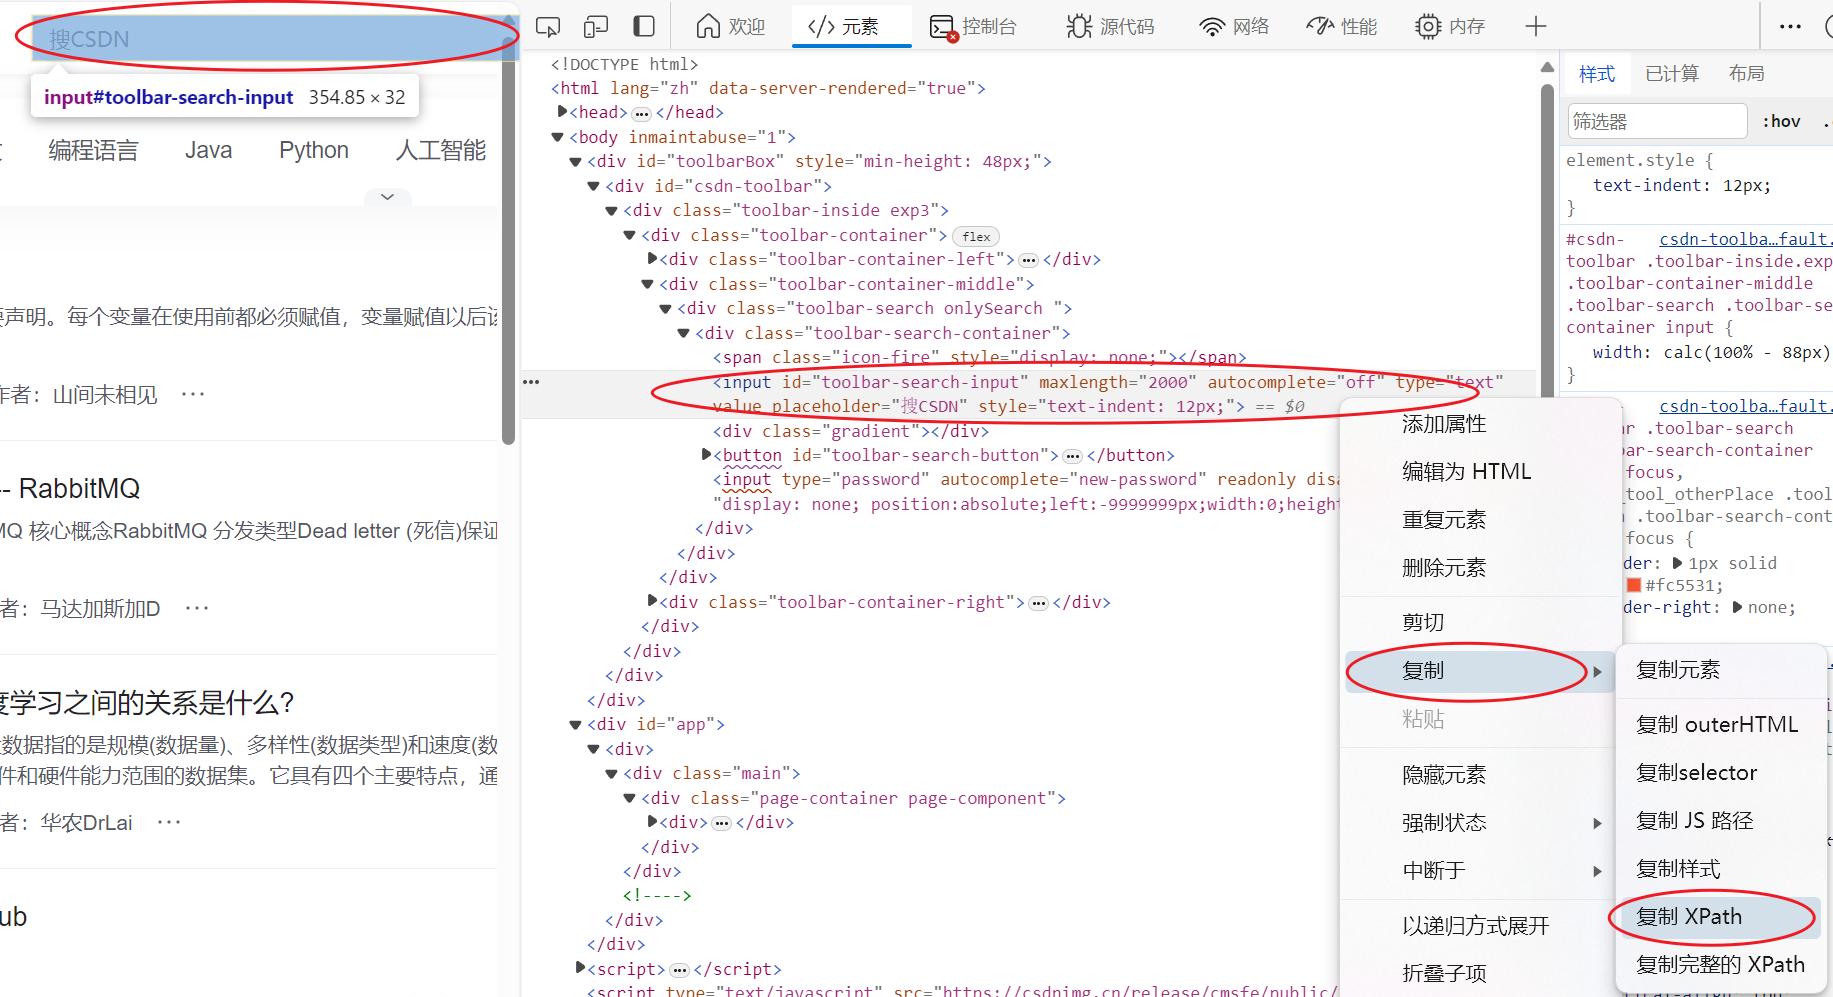 搜CSDN
input#toolbar-search-input 354.85 × 32
编程语言 Java Python 人工智能
要声明。每个变量在使用前都必须赋值，变量赋值以后该
作者：山间未相见 ···
-- RabbitMQ
MQ 核心概念RabbitMQ 分发类型Dead letter (死信)保证
者：马达加斯加D ···
度学习之间的关系是什么?
数据指的是规模(数据量)、多样性(数据类型)和速度(数
件和硬件能力范围的数据集。它具有四个主要特点，通
者：华农DrLai ···
ub
欢迎 </> 元素 控制台 源代码 网络 性能 内存 + ···
<!DOCTYPE html>
<html lang="zh" data-server-rendered="true">
▶<head>···</head>
▼<body inmaintabuse="1">
▼<div id="toolbarBox" style="min-height: 48px;">
▼<div id="csdn-toolbar">
▼<div class="toolbar-inside exp3">
▼<div class="toolbar-container"> flex
▶<div class="toolbar-container-left">···</div>
▼<div class="toolbar-container-middle">
▼<div class="toolbar-search onlySearch ">
▼<div class="toolbar-search-container">
<span class="icon-fire" style="display: none;"></span>
··· <input id="toolbar-search-input" maxlength="2000" autocomplete="off" type="text"
value placeholder="搜CSDN" style="text-indent: 12px;"> == $0
<div class="gradient"></div>
▶<button id="toolbar-search-button">···</button>
<input type="password" autocomplete="new-password" readonly disa
"display: none; position:absolute;left:-9999999px;width:0;height
</div>
</div>
</div>
▶<div class="toolbar-container-right">···</div>
</div>
</div>
</div>
</div>
▼<div id="app">
▼<div>
▼<div class="main">
▼<div class="page-container page-component">
▶<div>···</div>
</div>
</div>
<!---->
</div>
</div>
▶<script>···</script>
<script type="text/javascript" src="https://csdnimg.cn/release/cmsfe/public/
添加属性
编辑为 HTML
重复元素
删除元素
剪切
复制
粘贴
隐藏元素
强制状态
中断于
以递归方式展开
折叠子项
复制元素
复制 outerHTML
复制selector
复制 JS 路径
复制样式
复制 XPath
复制完整的 XPath
样式 已计算 布局
筛选器 :hov .
element.style {
text-indent: 12px;
}
#csdn- csdn-toolba…fault.
toolbar .toolbar-inside.exp
.toolbar-container-middle
.toolbar-search .toolbar-se
container input {
width: calc(100% - 88px)
}
csdn-toolba…fault.
ar .toolbar-search
bar-search-container
focus,
_tool_otherPlace .tool
.toolbar-search-cont
focus {
der: ▶ 1px solid
#fc5531;
der-right: ▶ none;